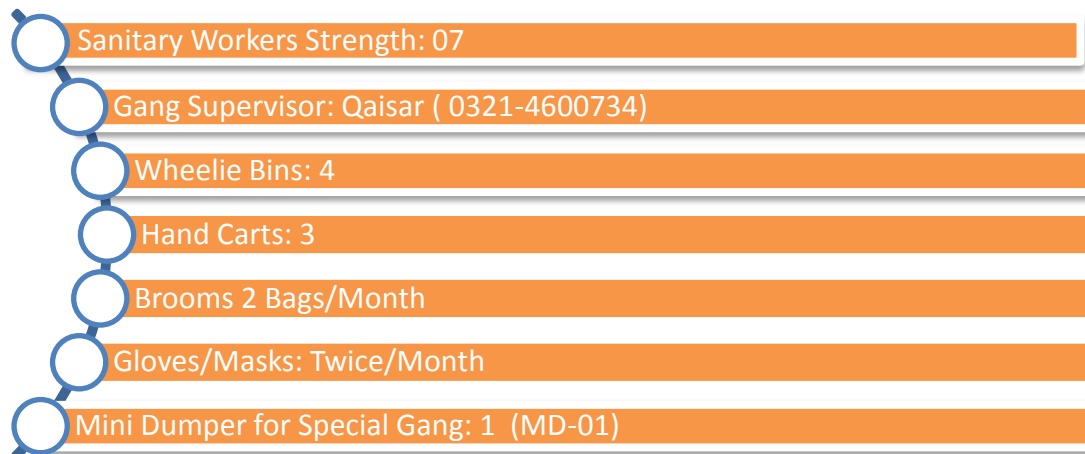 Sanitary Workers Strength: 07
Gang Supervisor: Qaisar ( 0321-4600734)
Wheelie Bins: 4
Hand Carts: 3
Brooms 2 Bags/Month
Gloves/Masks: Twice/Month
Mini Dumper for Special Gang: 1 (MD-01)